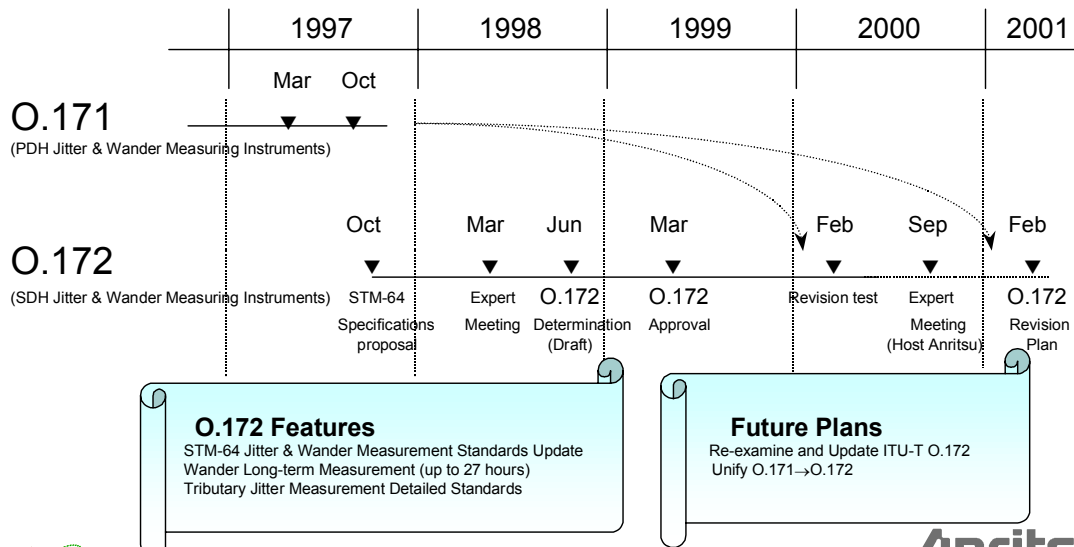 1997 1998 1999 2000 2001
Mar Oct
O.171
(PDH Jitter & Wander Measuring Instruments)
Oct Mar Jun Mar Feb Sep Feb
O.172
(SDH Jitter & Wander Measuring Instruments)
STM-64 Expert O.172 O.172 Revision test Expert O.172
Specifications Meeting Determination Approval Meeting Revision
proposal (Draft) (Host Anritsu) Plan
O.172 Features
STM-64 Jitter & Wander Measurement Standards Update
Wander Long-term Measurement (up to 27 hours)
Tributary Jitter Measurement Detailed Standards
Future Plans
Re-examine and Update ITU-T O.172
Unify O.171→O.172